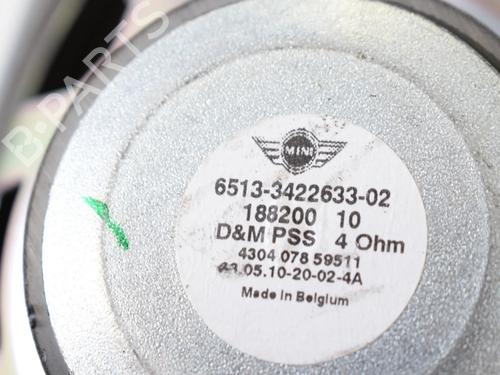 B-PARTS
MINI
6513-3422633-02
188200 10
D&M PSS 4 Ohm
4304 078 59511
03.05.10-20-02-4A
Made in Belgium